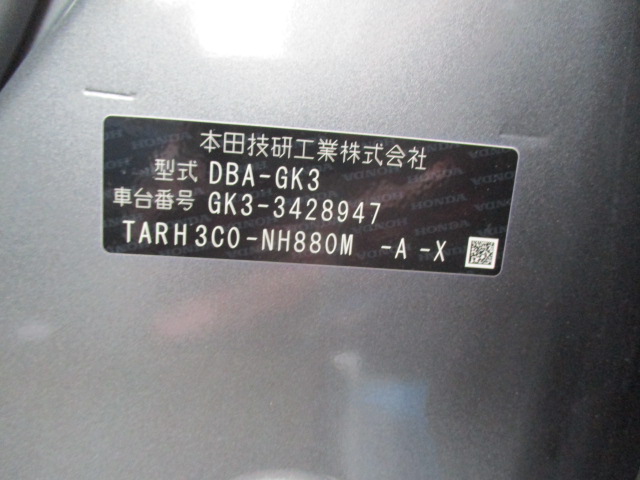 本田技研工業株式会社
型式 DBA-GK3
車台番号 GK3-3428947
TARH3C0-NH880M -A -X